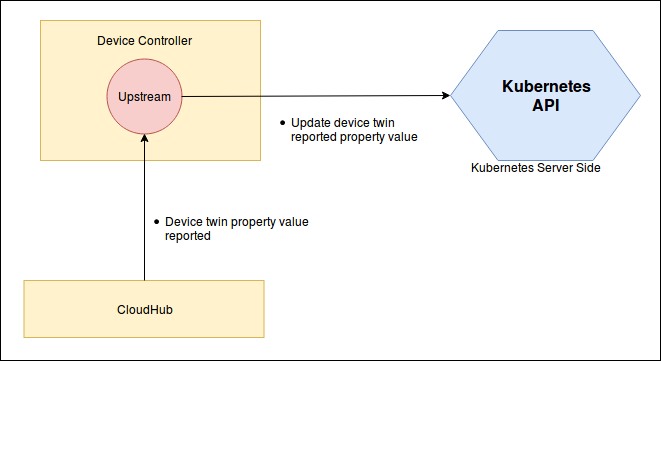 Device Controller
Upstream
Kubernetes
API
• Update device twin
reported property value
Kubernetes Server Side
• Device twin property value
reported
CloudHub